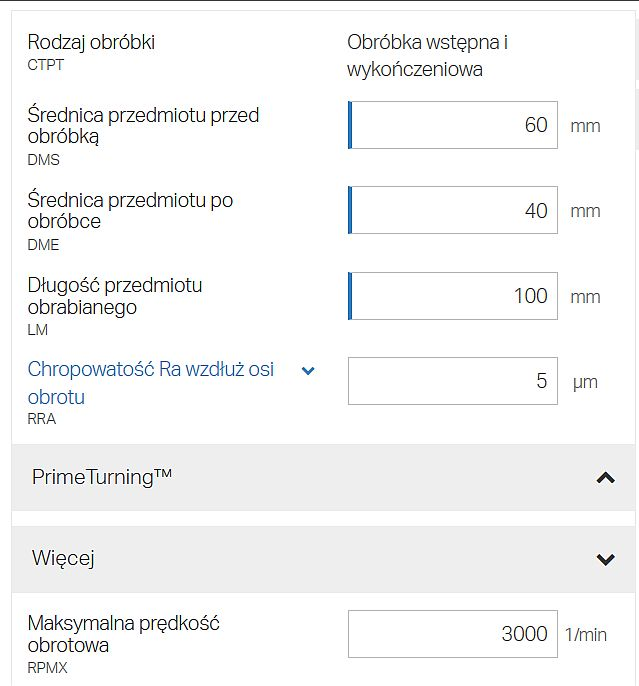 Rodzaj obróbki
CTPT
Obróbka wstępna i
wykończeniowa
Średnica przedmiotu przed
obróbką
DMS
60 mm
Średnica przedmiotu po
obróbce
DME
40 mm
Długość przedmiotu
obrabianego
LM
100 mm
Chropowatość Ra wzdłuż osi
obrotu
RRA
5 μm
PrimeTurning™
Więcej
Maksymalna prędkość
obrotowa
RPMX
3000 1/min